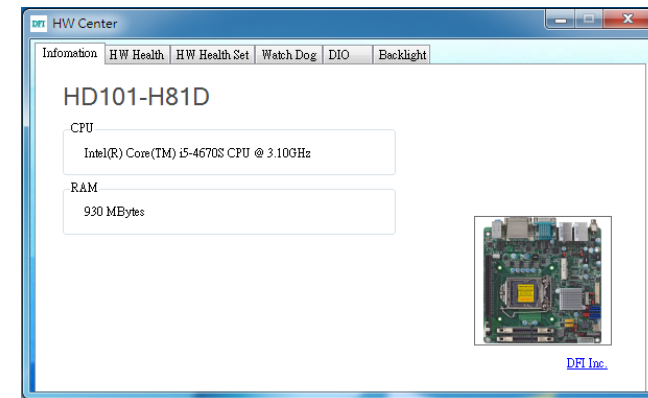 DFI HW Center
Infomation HW Health HW Health Set Watch Dog DIO Backlight
HD101-H81D
CPU
Intel(R) Core(TM) i5-4670S CPU @ 3.10GHz
RAM
930 MBytes
DFI Inc.